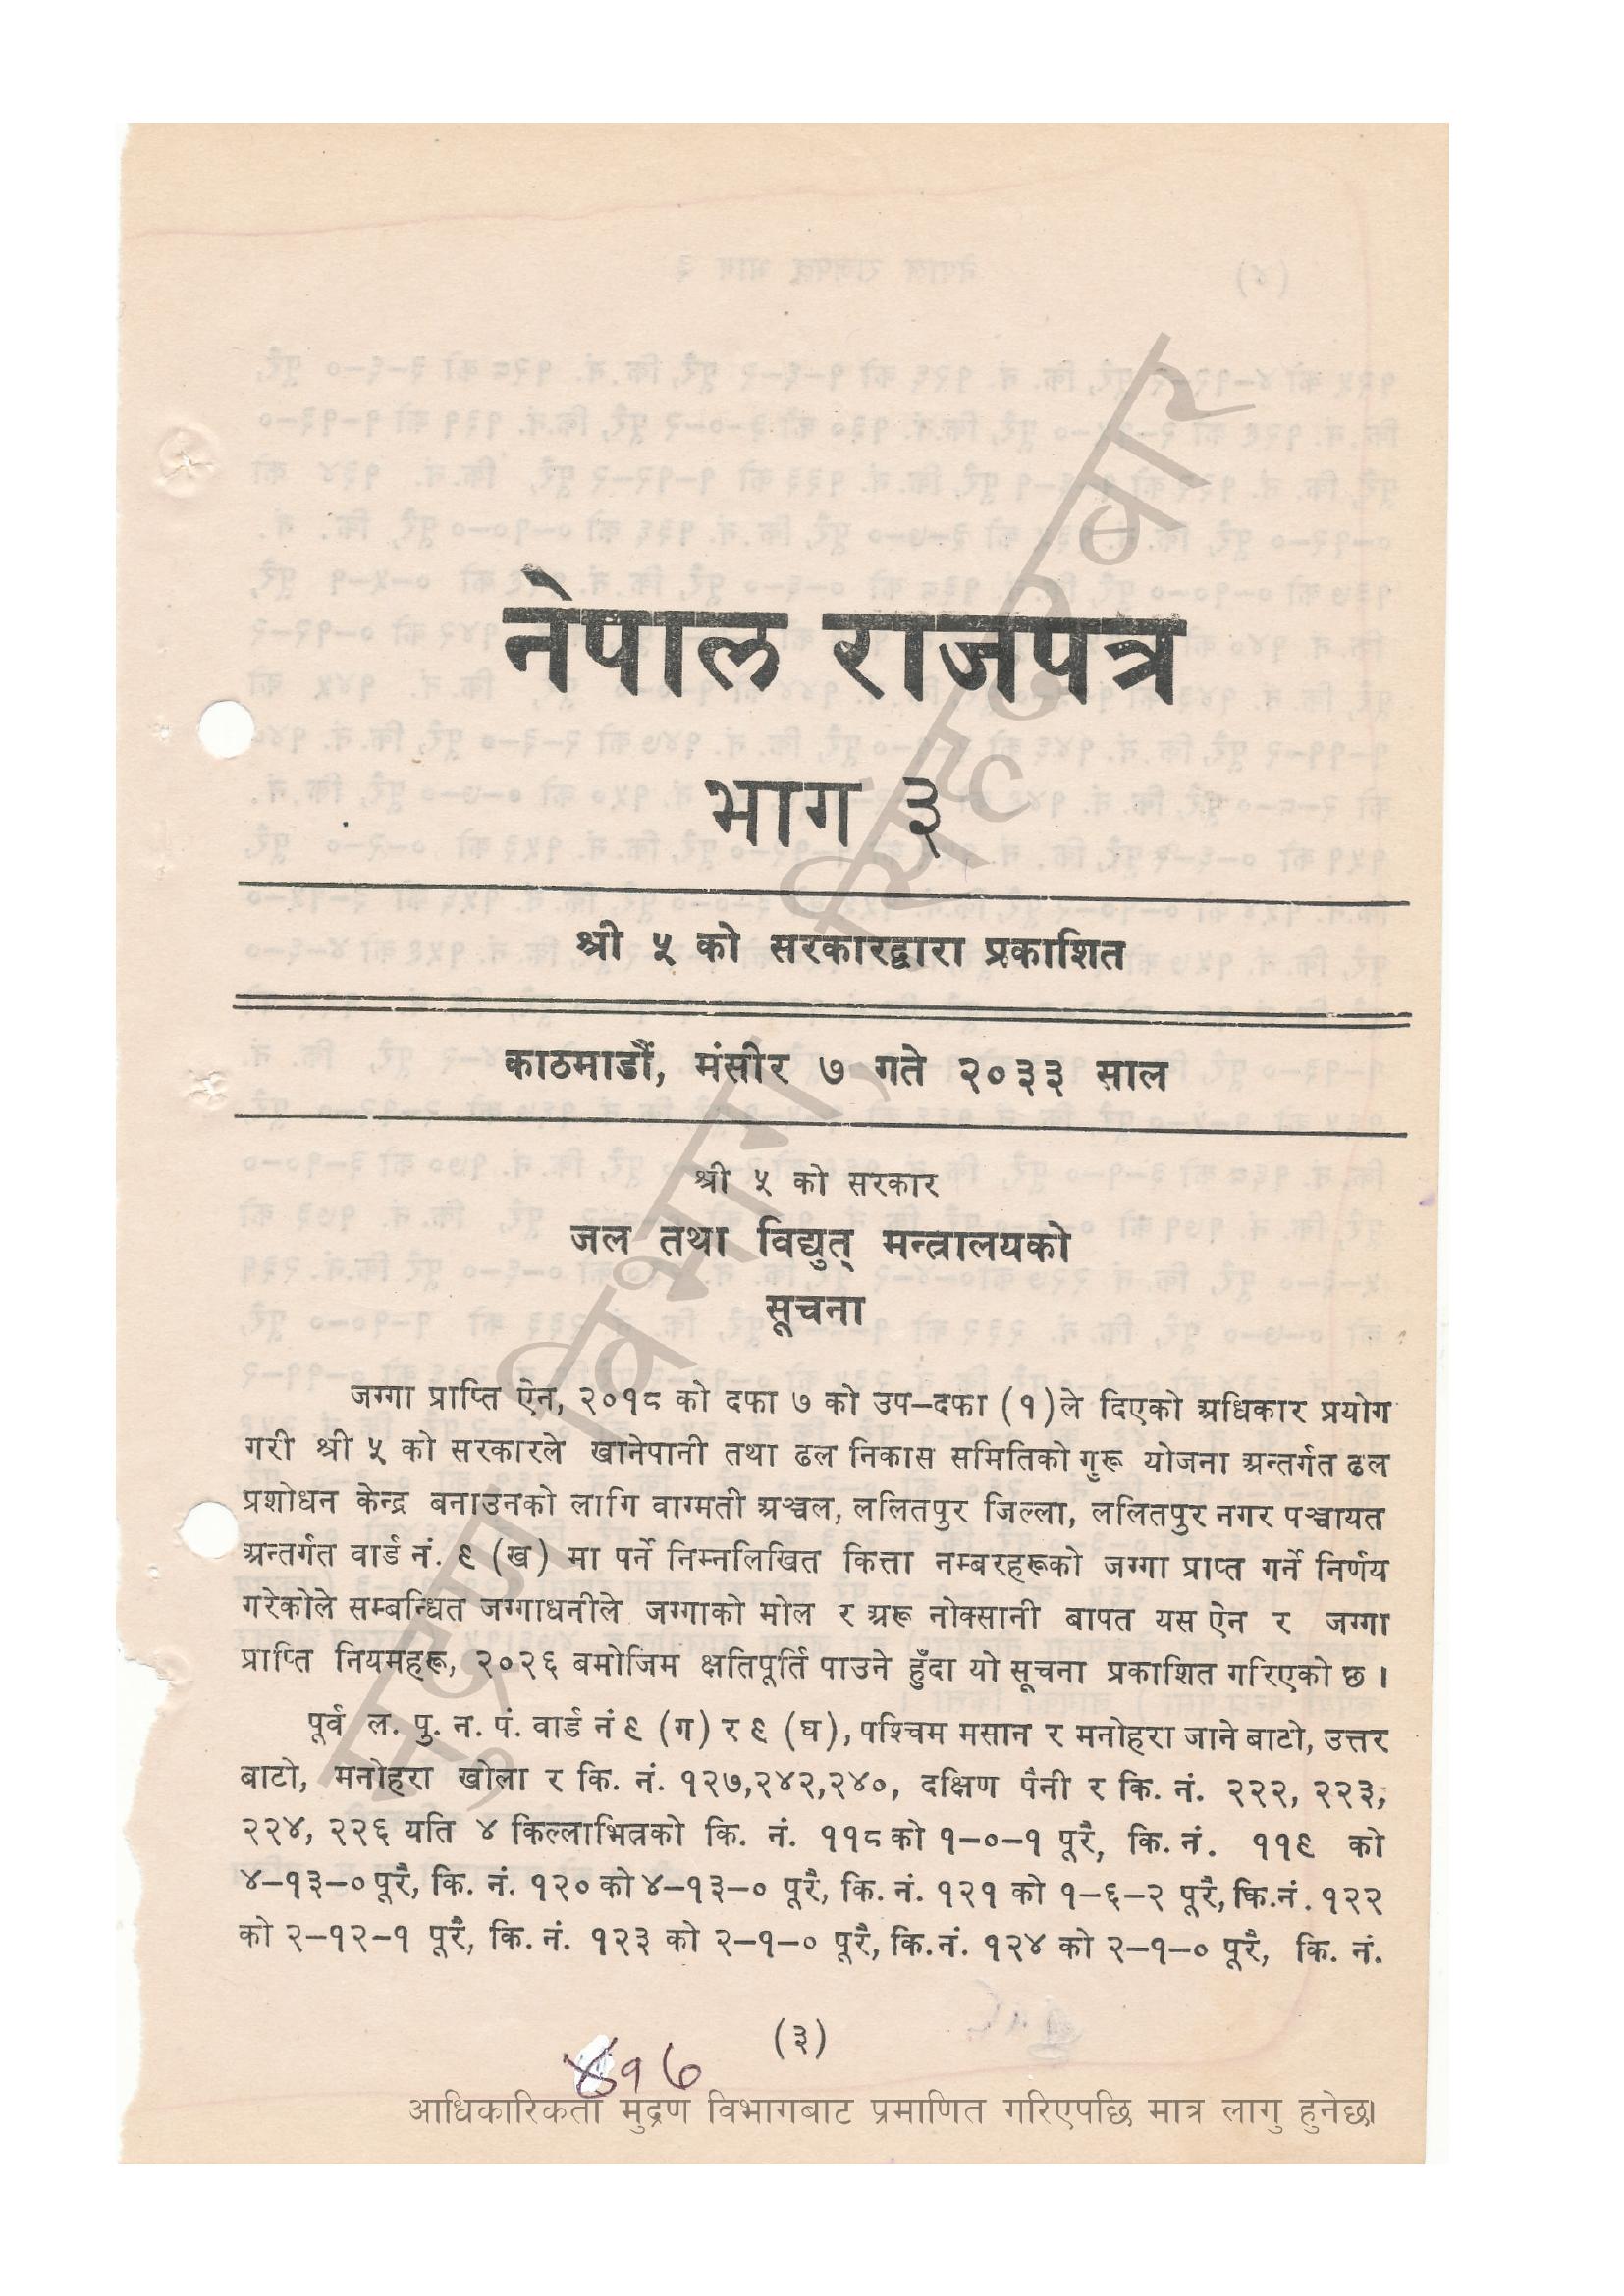 नेपाल राजपत्र
भाग ३
श्री ५ को सरकारद्वारा प्रकाशित
काठमाडौं, मंसीर ७ गते २०३३ साल
श्री ५ को सरकार
जल तथा विद्युत् मन्त्रालयको
सूचना
जग्गा प्राप्ति ऐन, २०१८ को दफा ७ को उप–दफा (१)ले दिएको अधिकार प्रयोग
गरी श्री ५ को सरकारले खानेपानी तथा ढल निकास समितिको गुरू योजना अन्तर्गत ढल
प्रशोधन केन्द्र बनाउनको लागि वाग्मती अञ्चल, ललितपुर जिल्ला, ललितपुर नगर पञ्चायत
अन्तर्गत वार्ड नं. ९ (ख) मा पर्ने निम्नलिखित कित्ता नम्बरहरूको जग्गा प्राप्त गर्ने निर्णय
गरेकोले सम्बन्धित जग्गाधनीले जग्गाको मोल र अरू नोक्सानी बापत यस ऐन र जग्गा
प्राप्ति नियमहरू, २०२६ बमोजिम क्षतिपूर्ति पाउने हुँदा यो सूचना प्रकाशित गरिएको छ ।
पूर्व ल. पु. न. पं. वार्ड नं ९ (ग) र ९ (घ), पश्चिम मसान र मनोहरा जाने बाटो, उत्तर
बाटो, मनोहरा खोला र कि. नं. १२७,२४२,२४०, दक्षिण पैनी र कि. नं. २२२, २२३,
२२४, २२६ यति ४ किल्लाभित्रको कि. नं. ११८ को १–०–१ पूरै, कि. नं. ११९ को
४–१३–० पूरै, कि. नं. १२० को ४–१३–० पूरै, कि. नं. १२१ को १–६–२ पूरै, कि.नं. १२२
को २–१२–१ पूरै, कि. नं. १२३ को २–१–० पूरै, कि.नं. १२४ को २–१–० पूरै, कि. नं.
(३)
४१७
आधिकारिकता मुद्रण विभागबाट प्रमाणित गरिएपछि मात्र लागु हुनेछ।
मुद्रण विभाग, सिंहदरबार